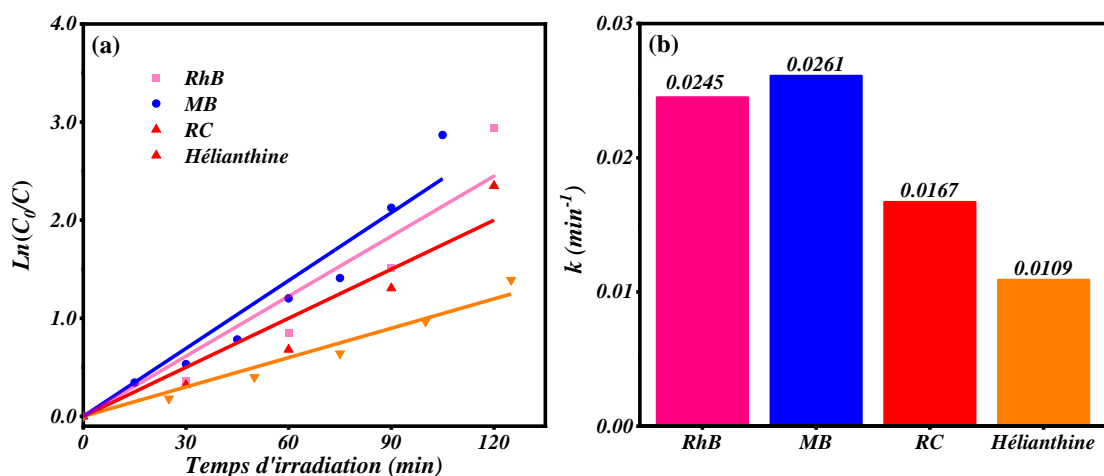 (a)
Ln(C0/C)
4.0
3.0
2.0
1.0
0.0
RhB
MB
RC
Hélianthine
0 30 60 90 120
Temps d'irradiation (min)
(b)
k (min-1)
0.03
0.02
0.01
0.00
0.0245
0.0261
0.0167
0.0109
RhB MB RC Hélianthine